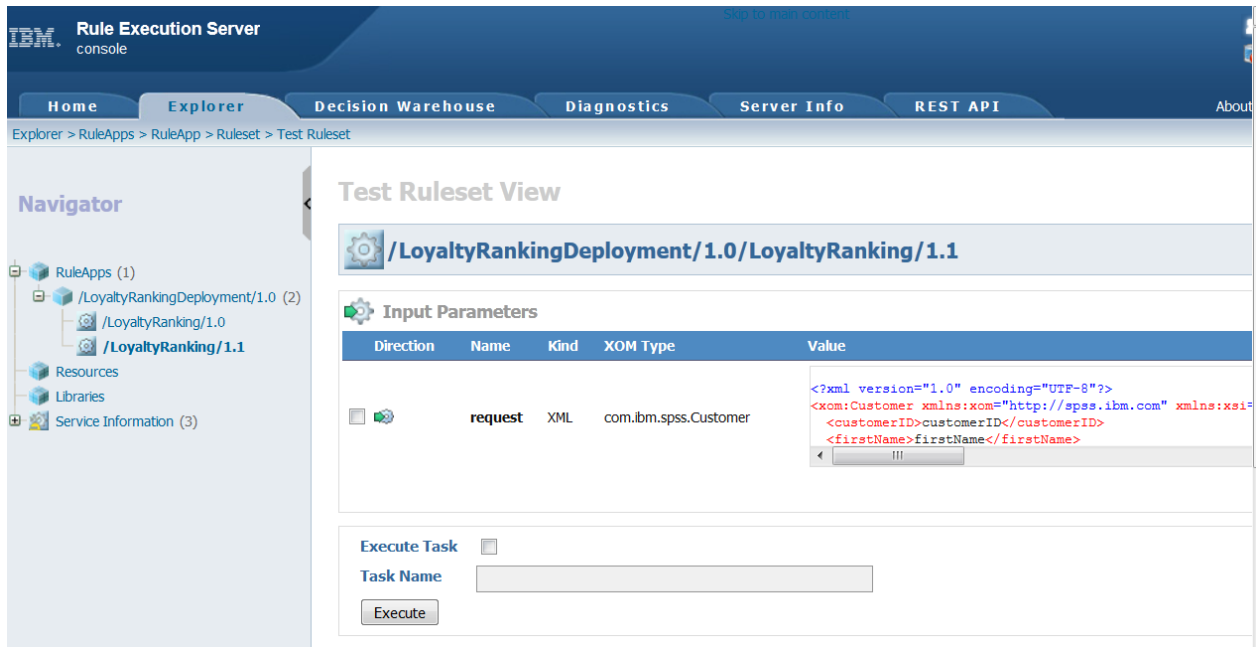 Skip to main content
IBM. Rule Execution Server
console
Home Explorer Decision Warehouse Diagnostics Server Info REST API About
Explorer > RuleApps > RuleApp > Ruleset > Test Ruleset
Navigator
RuleApps (1)
/LoyaltyRankingDeployment/1.0 (2)
/LoyaltyRanking/1.0
/LoyaltyRanking/1.1
Resources
Libraries
Service Information (3)
Test Ruleset View
/LoyaltyRankingDeployment/1.0/LoyaltyRanking/1.1
Input Parameters
Direction Name Kind XOM Type Value
request XML com.ibm.spss.Customer
<?xml version="1.0" encoding="UTF-8"?>
<xom:Customer xmlns:xom="http://spss.ibm.com" xmlns:xsi=
<customerID>customerID</customerID>
<firstName>firstName</firstName>
Execute Task
Task Name
Execute